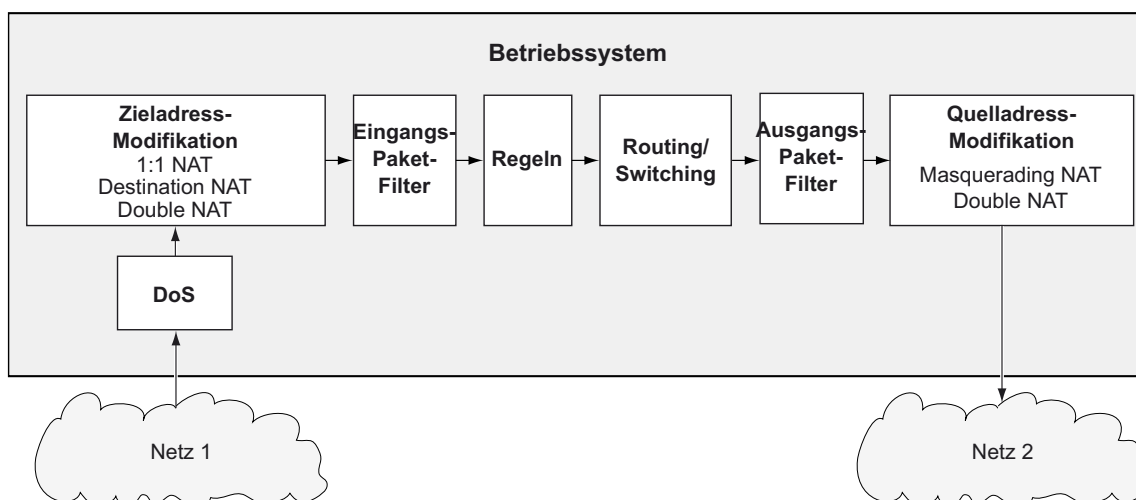 Betriebssystem
Zieladress-
Modifikation
1:1 NAT
Destination NAT
Double NAT
Eingangs-
Paket-
Filter
Regeln
Routing/
Switching
Ausgangs-
Paket-
Filter
Quelladress-
Modifikation
Masquerading NAT
Double NAT
DoS
Netz 1
Netz 2